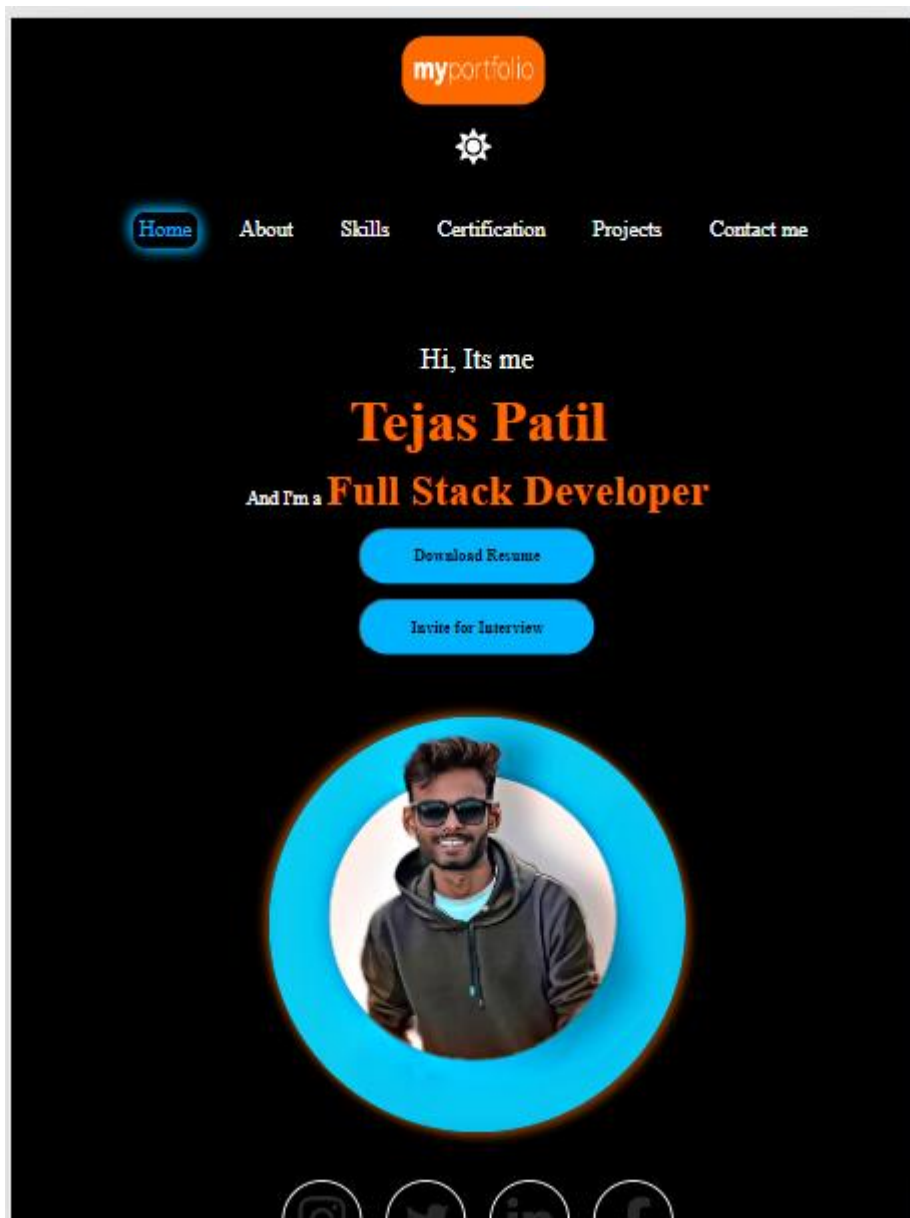 myportfolio
Home About Skills Certification Projects Contact me
Hi, Its me
Tejas Patil
And I'm a Full Stack Developer
Download Resume
Invite for Interview